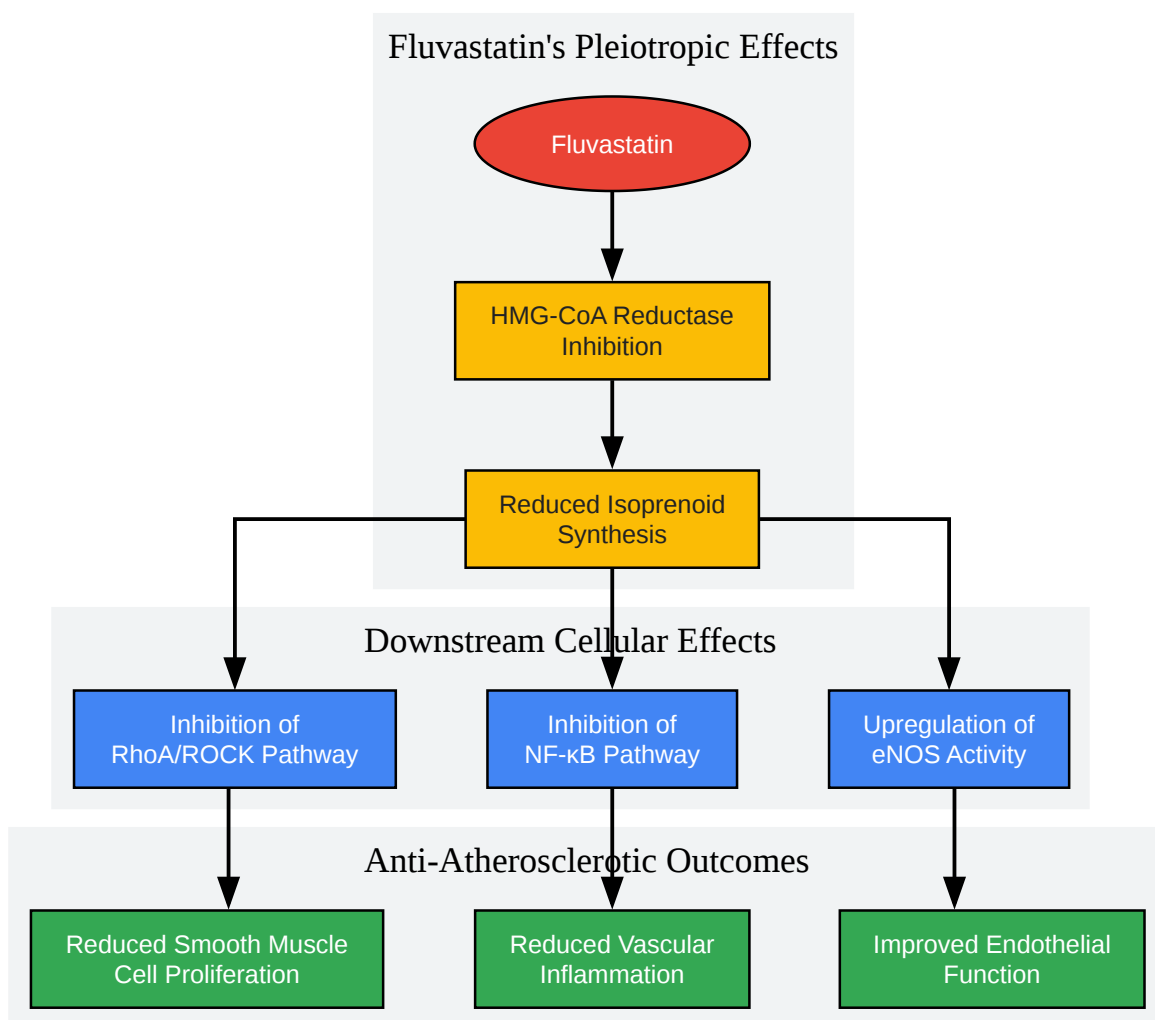 Fluvastatin's Pleiotropic Effects
Fluvastatin
HMG-CoA Reductase
Inhibition
Reduced Isoprenoid
Synthesis
Downstream Cellular Effects
Inhibition of
RhoA/ROCK Pathway
Inhibition of
NF-κB Pathway
Upregulation of
eNOS Activity
Anti-Atherosclerotic Outcomes
Reduced Smooth Muscle
Cell Proliferation
Reduced Vascular
Inflammation
Improved Endothelial
Function